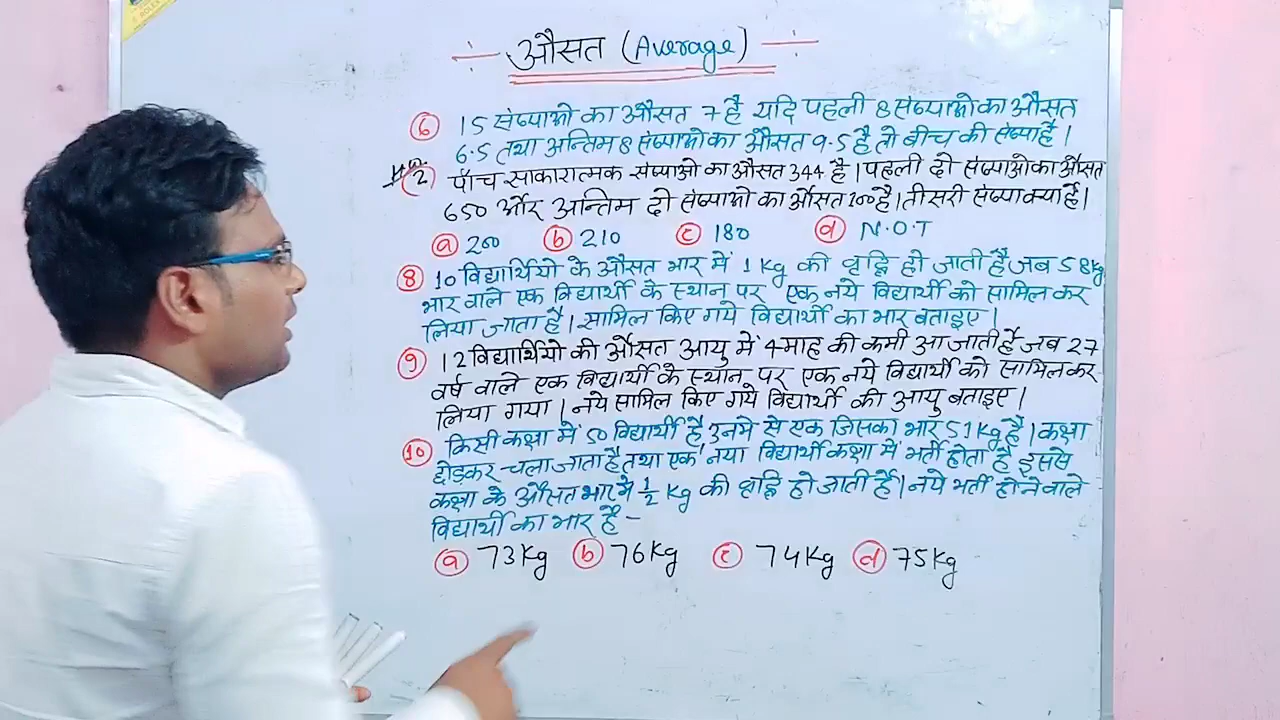 औसत (Average)
6 15 संख्याओ का औसत 7 है यदि पहली 8 संख्याओ का औसत
6.5 तथा अन्तिम 8 संख्याओ का औसत 9.5 है तो बीच की संख्या है।
पाँच साकारात्मक संख्याओ का औसत 344 है। पहली दो संख्याओ का औसत
650 और अन्तिम दो संख्याओ का औसत 100 है। तीसरी संख्या क्या है।
a 200 b 210 c 180 d N.O.T
8 10 विद्यार्थियो के औसत भार में 1 Kg की वृद्धि हो जाती है जब 58 Kg
भार वाले एक विद्यार्थी के स्थान पर एक नये विद्यार्थी को सामिल कर
लिया जाता है। सामिल किए गये विद्यार्थी का भार बताइए।
9 12 विद्यार्थियो की औसत आयु में 4 माह की कमी आ जाती है जब 27
वर्ष वाले एक विद्यार्थी के स्थान पर एक नये विद्यार्थी को सामिल कर
लिया गया। नये सामिल किए गये विद्यार्थी की आयु बताइए।
10 किसी कक्षा में 50 विद्यार्थी है, उनमे से एक जिसका भार 51 Kg है। कक्षा
छोडकर चला जाता है तथा एक नया विद्यार्थी कक्षा में भर्ती होता है इससे
कक्षा के औसत भार में 1/2 Kg की वृद्धि हो जाती है। नये भर्ती होने वाले
विद्यार्थी का भार है –
a 73 Kg b 76 Kg c 74 Kg d 75 Kg